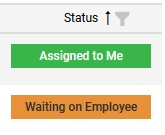 Status ↑
Assigned to Me
Waiting on Employee